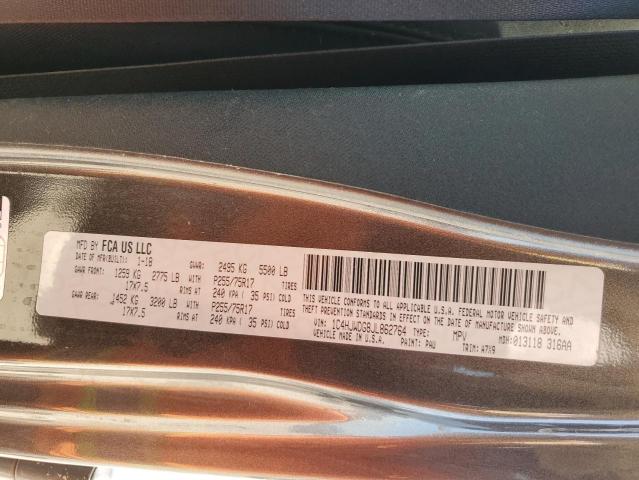 MFD BY FCA US LLC
DATE OF MFR(BUILT): 1-18 GVWR: 2495 KG 5500 LB
GAWR FRONT: 1259 KG 2775 LB WITH P255/75R17 TIRES
17X7.5 RIMS AT 240 KPA ( 35 PSI) COLD
GAWR REAR: 1452 KG 3200 LB WITH P255/75R17 TIRES
17X7.5 RIMS AT 240 KPA ( 35 PSI) COLD
THIS VEHICLE CONFORMS TO ALL APPLICABLE U.S.A. FEDERAL MOTOR VEHICLE SAFETY AND
THEFT PREVENTION STANDARDS IN EFFECT ON THE DATE OF MANUFACTURE SHOWN ABOVE.
VIN: 1C4HJWDG8JL862764 TYPE: MPV MDH: 013118 316AA
VEHICLE MADE IN U.S.A. PAINT: PAU TRIM: A7X9